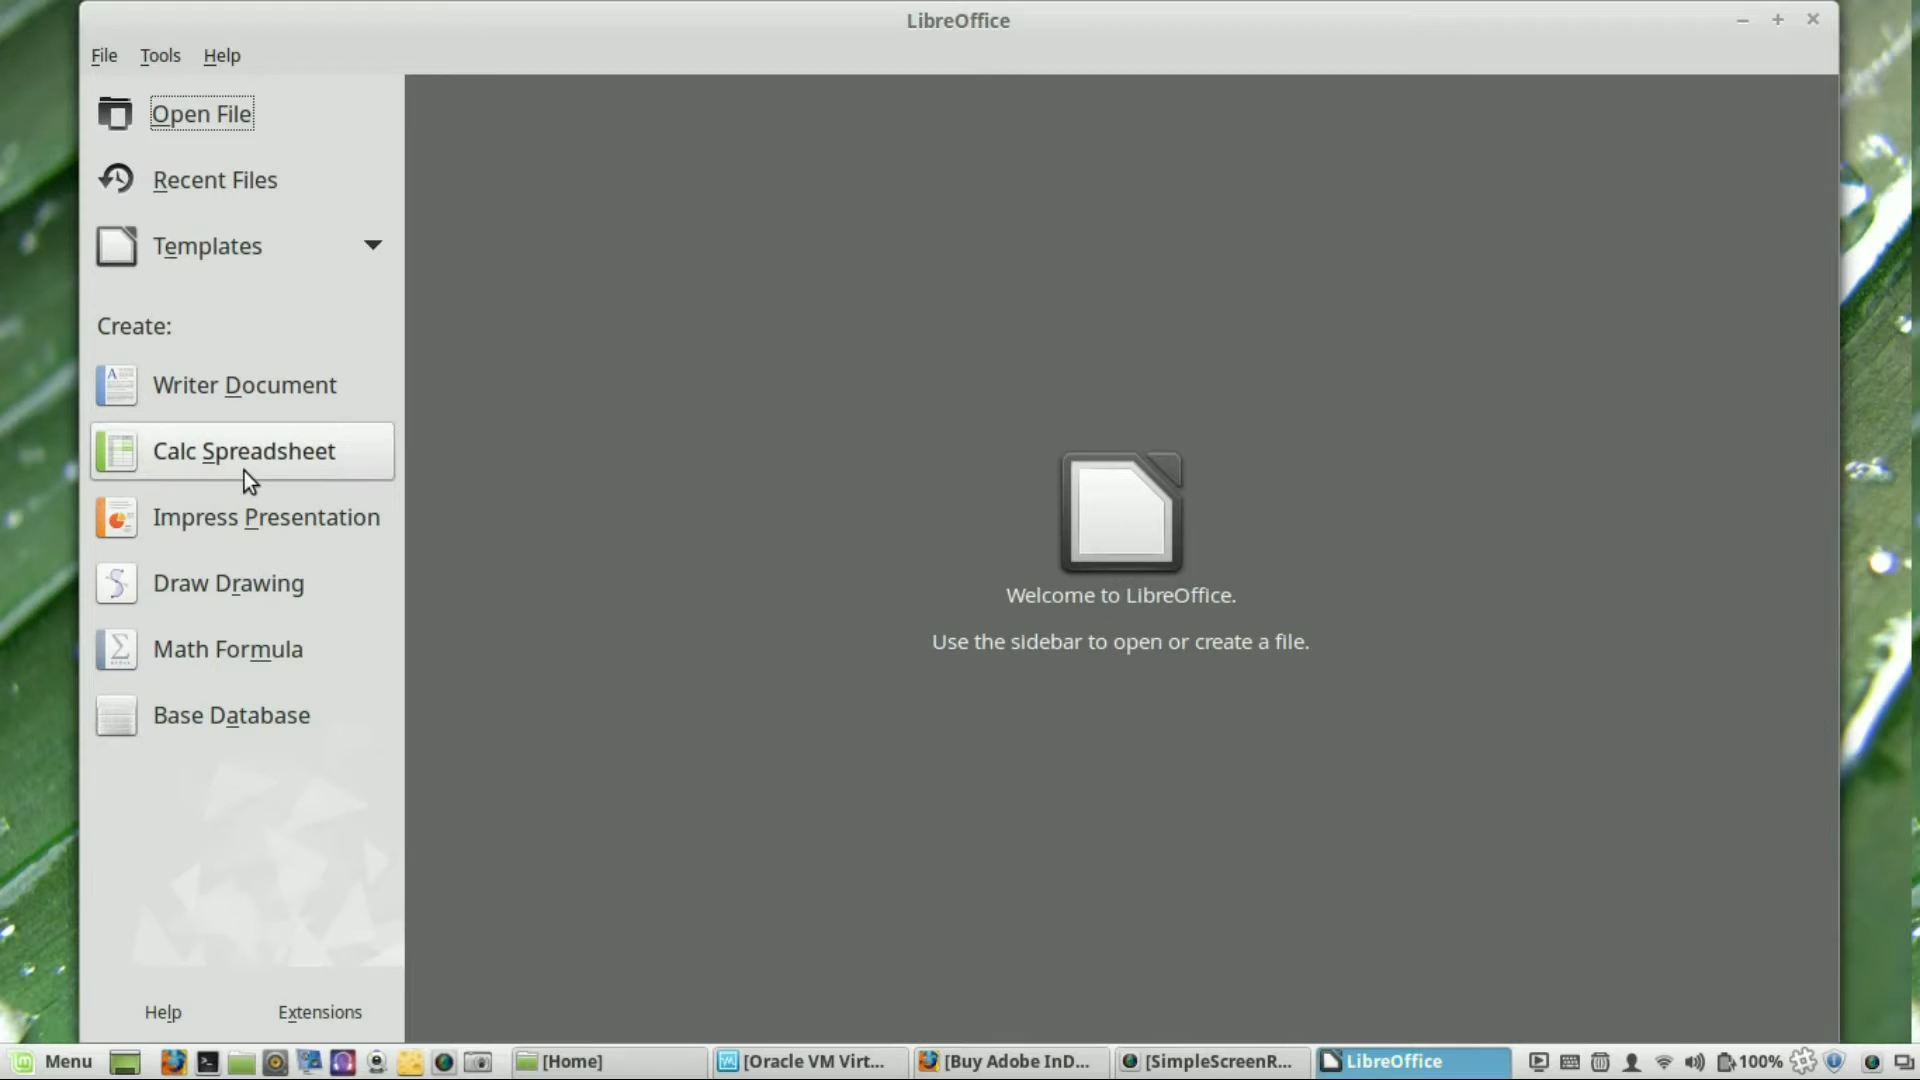 LibreOffice
File Tools Help
Open File
Recent Files
Templates
Create:
Writer Document
Calc Spreadsheet
Impress Presentation
Draw Drawing
Math Formula
Base Database
Welcome to LibreOffice.
Use the sidebar to open or create a file.
Help Extensions
Menu [Home] [Oracle VM Virt... [Buy Adobe InD... [SimpleScreenR... LibreOffice 100%